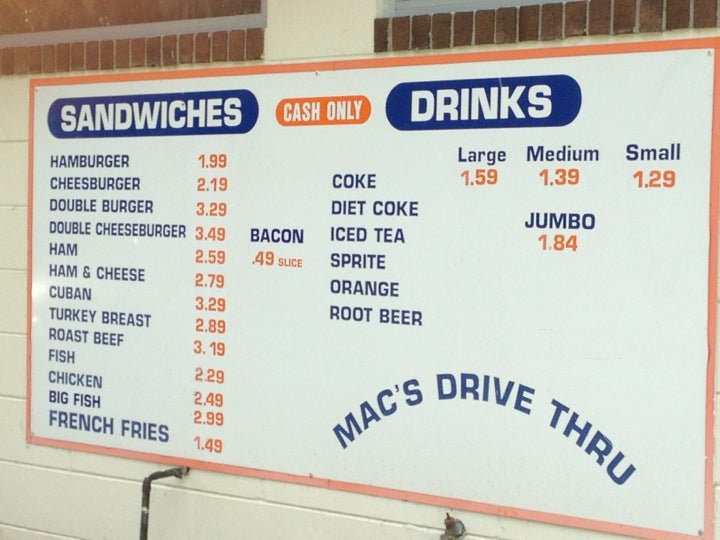 SANDWICHES
CASH ONLY
DRINKS
HAMBURGER 1.99
CHEESBURGER 2.19
DOUBLE BURGER 3.29
DOUBLE CHEESEBURGER 3.49
HAM 2.59
HAM & CHEESE 2.79
CUBAN 3.29
TURKEY BREAST 2.89
ROAST BEEF 3.19
FISH 2.29
CHICKEN 2.49
BIG FISH 2.99
FRENCH FRIES 1.49
BACON
.49 SLICE
Large Medium Small
COKE 1.59 1.39 1.29
DIET COKE
ICED TEA
SPRITE
ORANGE
ROOT BEER
JUMBO
1.84
MAC'S DRIVE THRU